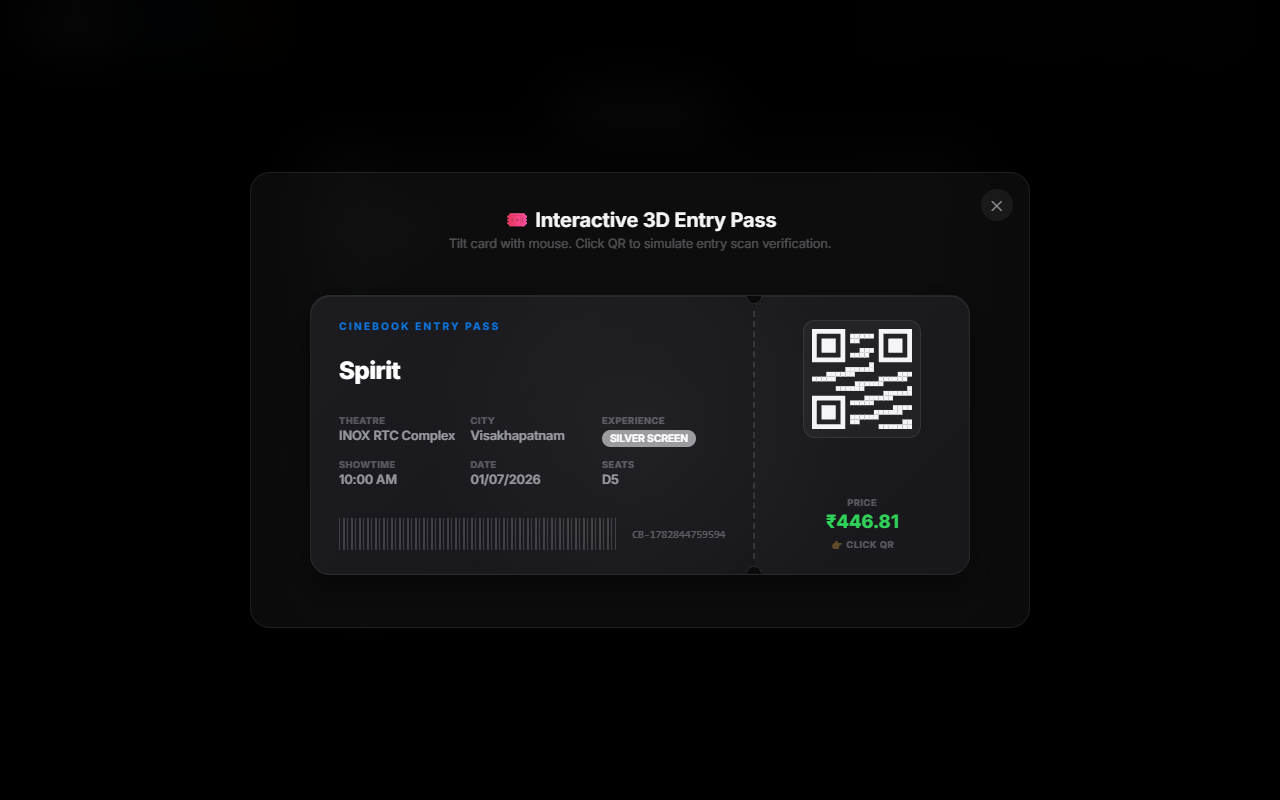 Interactive 3D Entry Pass
Tilt card with mouse. Click QR to simulate entry scan verification.
CINEBOOK ENTRY PASS
Spirit
THEATRE CITY EXPERIENCE
INOX RTC Complex Visakhapatnam SILVER SCREEN
SHOWTIME DATE SEATS
10:00 AM 01/07/2026 D5
CB-1782844759594
PRICE
₹446.81
👉 CLICK QR